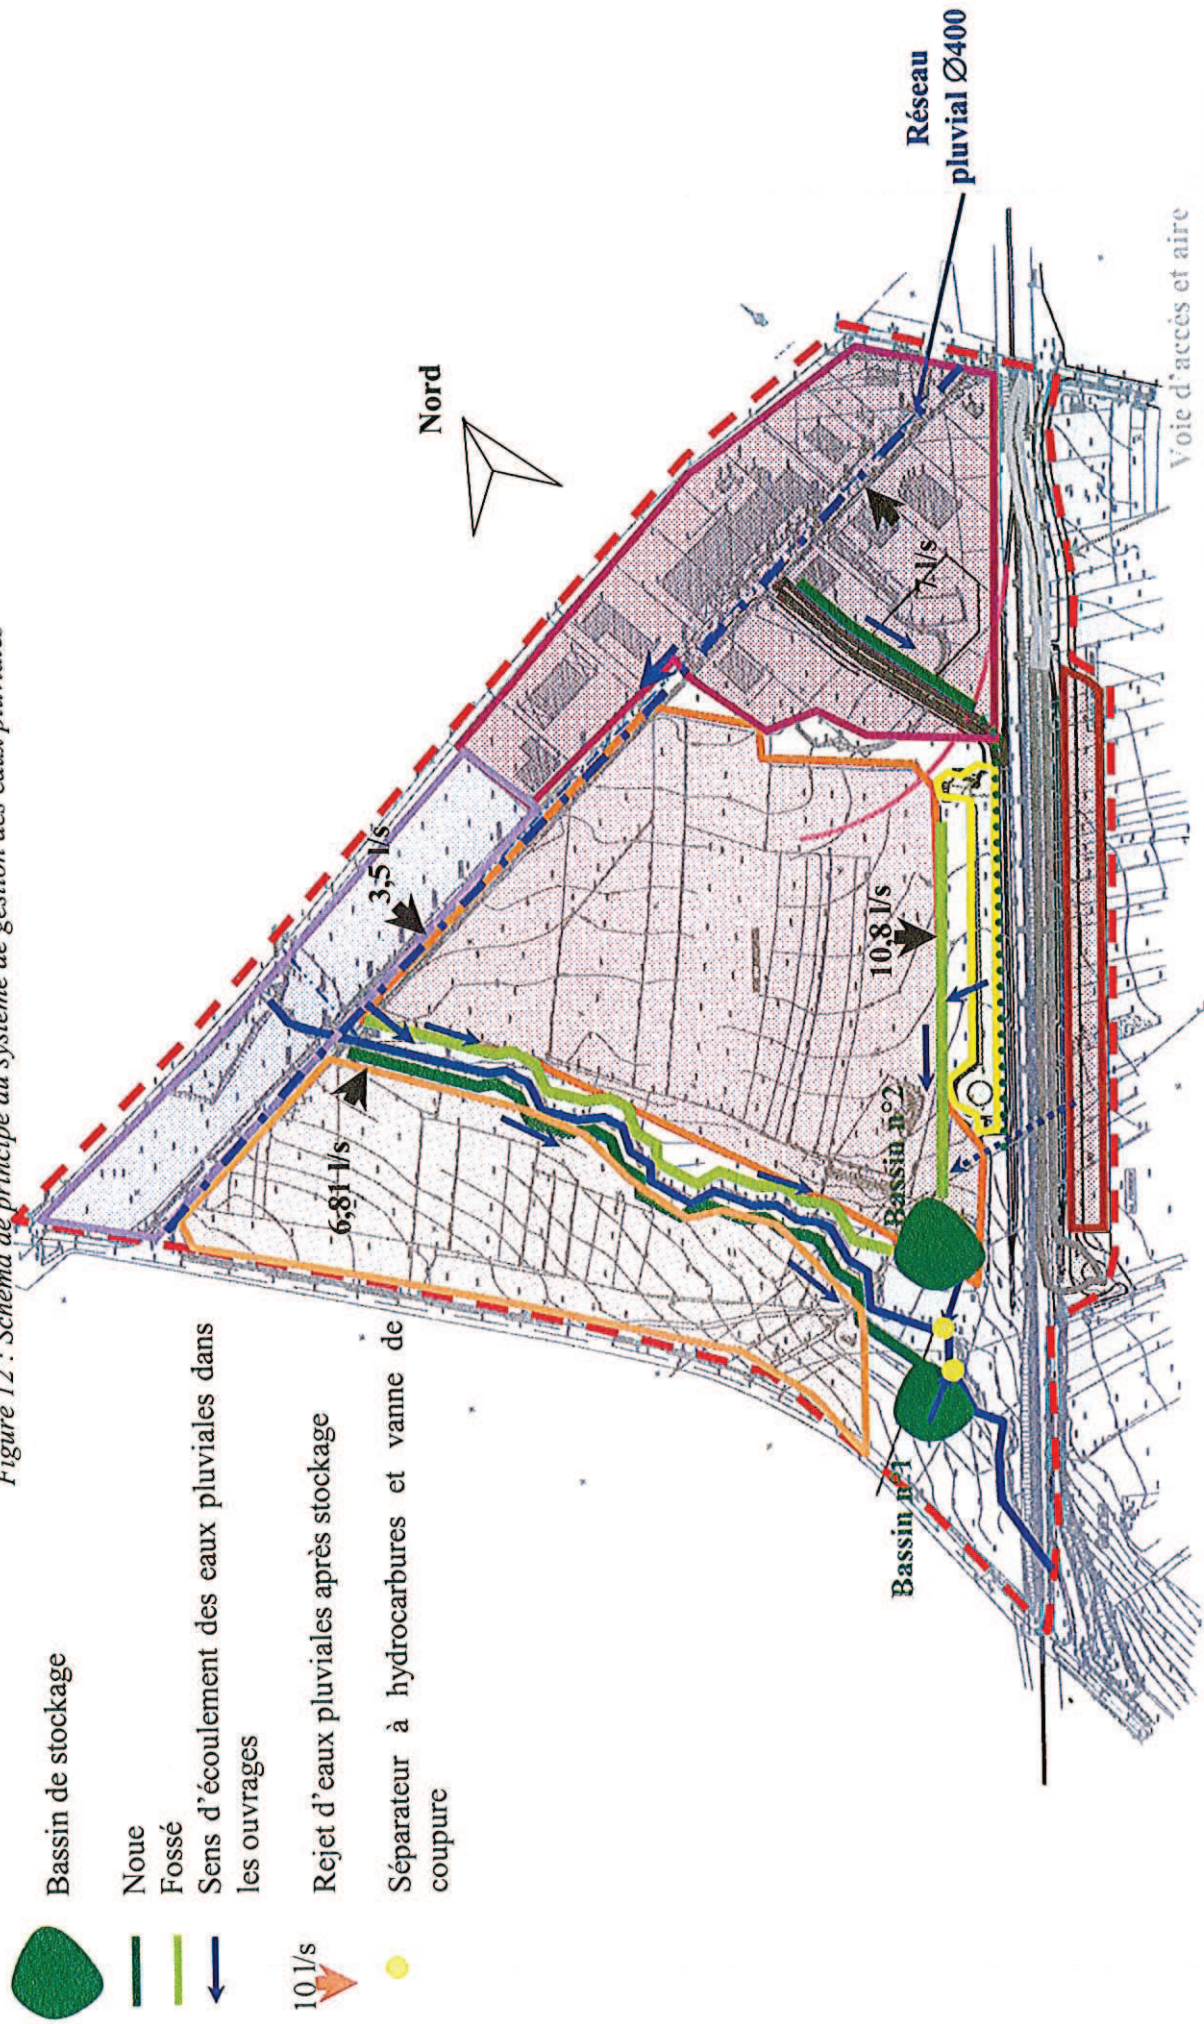 Figure 12 : Schéma de principe du système de gestion des eaux pluviales
Bassin de stockage
Noue
Fossé
Sens d'écoulement des eaux pluviales dans
les ouvrages
10 l/s
Rejet d'eaux pluviales après stockage
Séparateur à hydrocarbures et vanne de
coupure
Nord
3,5 l/s
6,81 l/s
10,8 l/s
7 l/s
Bassin n°2
Bassin n°1
Réseau
pluvial Ø400
Voie d'accès et aire